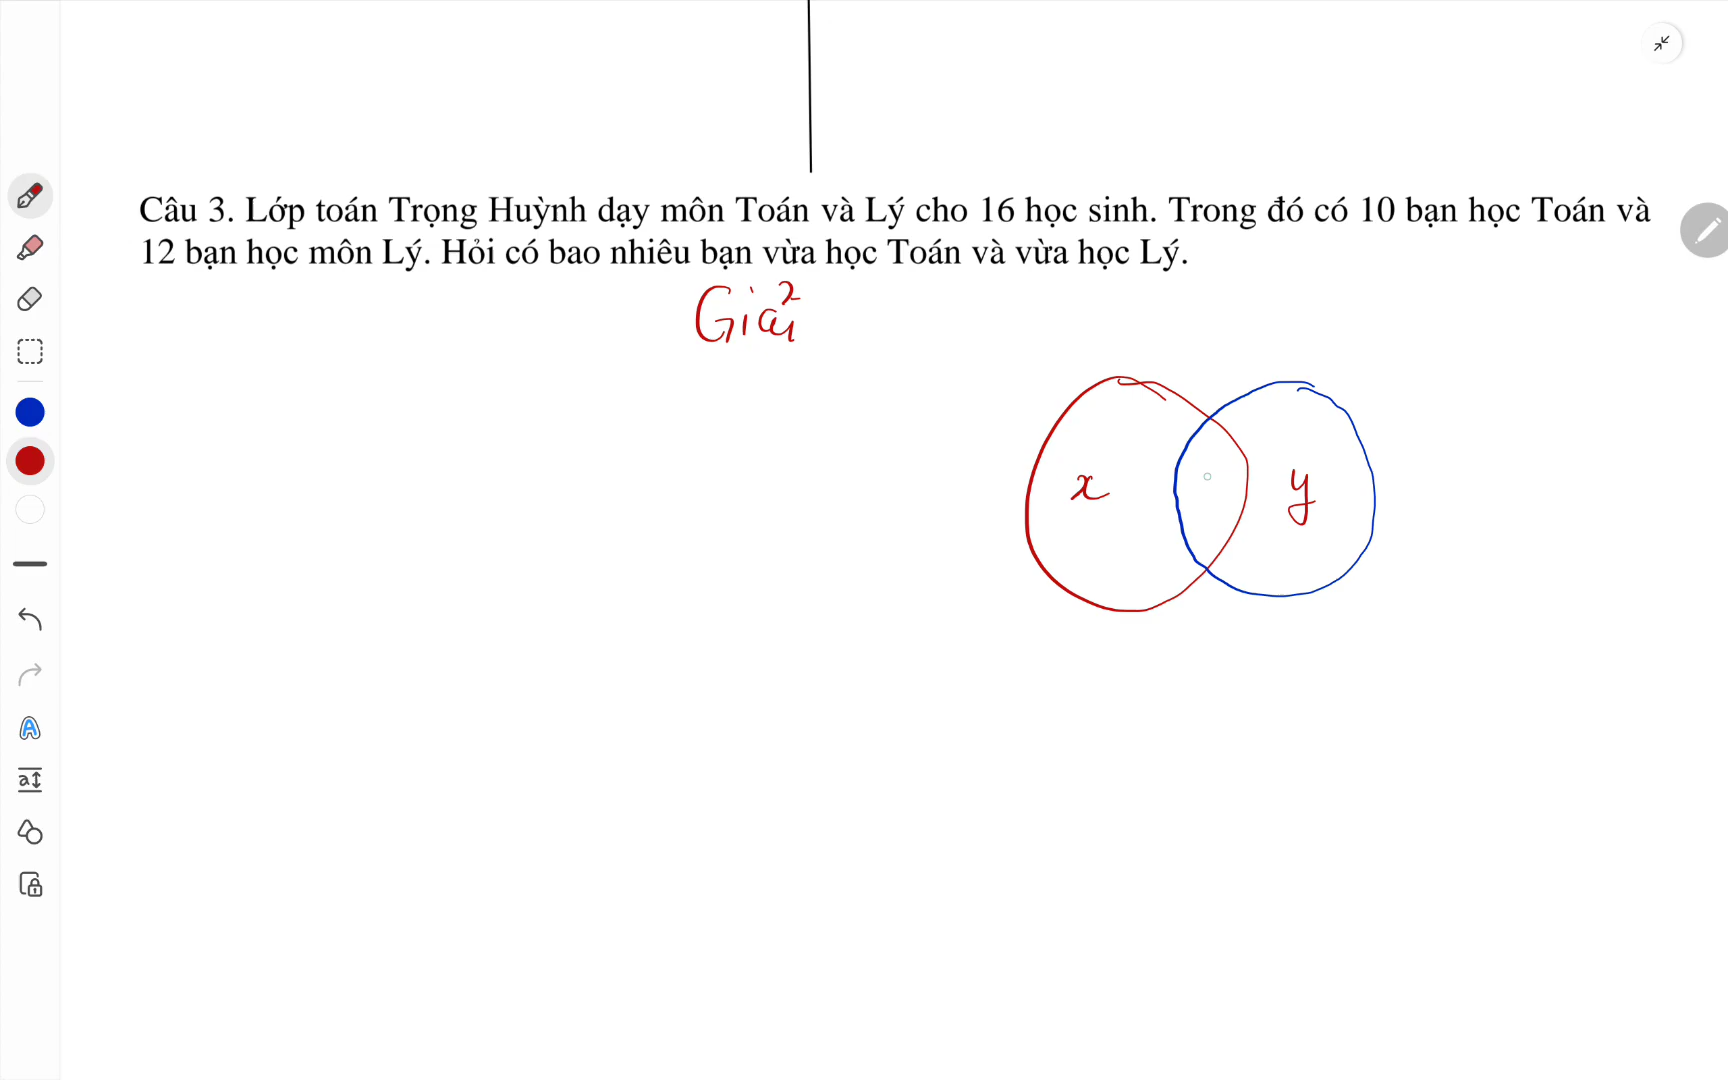 Câu 3. Lớp toán Trọng Huỳnh dạy môn Toán và Lý cho 16 học sinh. Trong đó có 10 bạn học Toán và
12 bạn học môn Lý. Hỏi có bao nhiêu bạn vừa học Toán và vừa học Lý.
Giải
x y
A
a